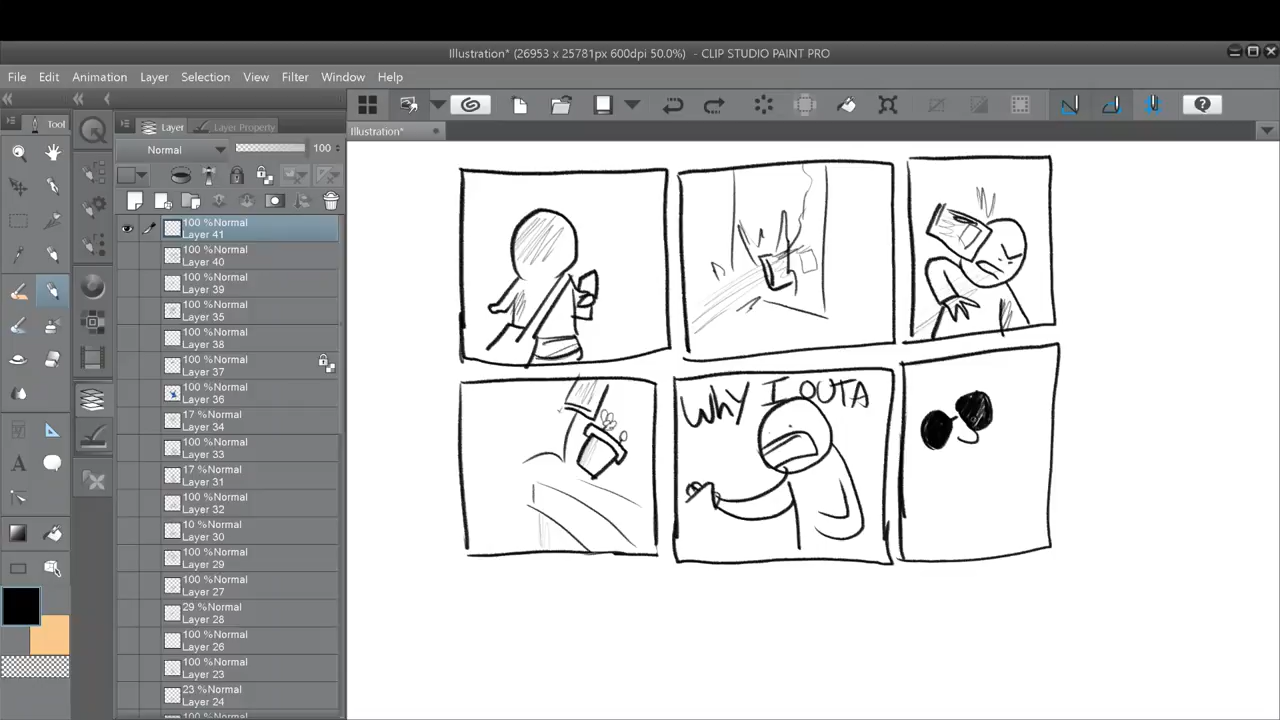 Illustration* (26953 x 25781px 600dpi 50.0%) - CLIP STUDIO PAINT PRO
File Edit Animation Layer Selection View Filter Window Help
Tool
Layer
Layer Property
Illustration*
Normal
100
100 %Normal
Layer 41
100 %Normal
Layer 40
100 %Normal
Layer 39
100 %Normal
Layer 35
100 %Normal
Layer 38
100 %Normal
Layer 37
100 %Normal
Layer 36
17 %Normal
Layer 34
100 %Normal
Layer 33
17 %Normal
Layer 31
100 %Normal
Layer 32
10 %Normal
Layer 30
100 %Normal
Layer 29
100 %Normal
Layer 27
29 %Normal
Layer 28
100 %Normal
Layer 26
100 %Normal
Layer 23
23 %Normal
Layer 24
100 %Normal
WhY I OUTA